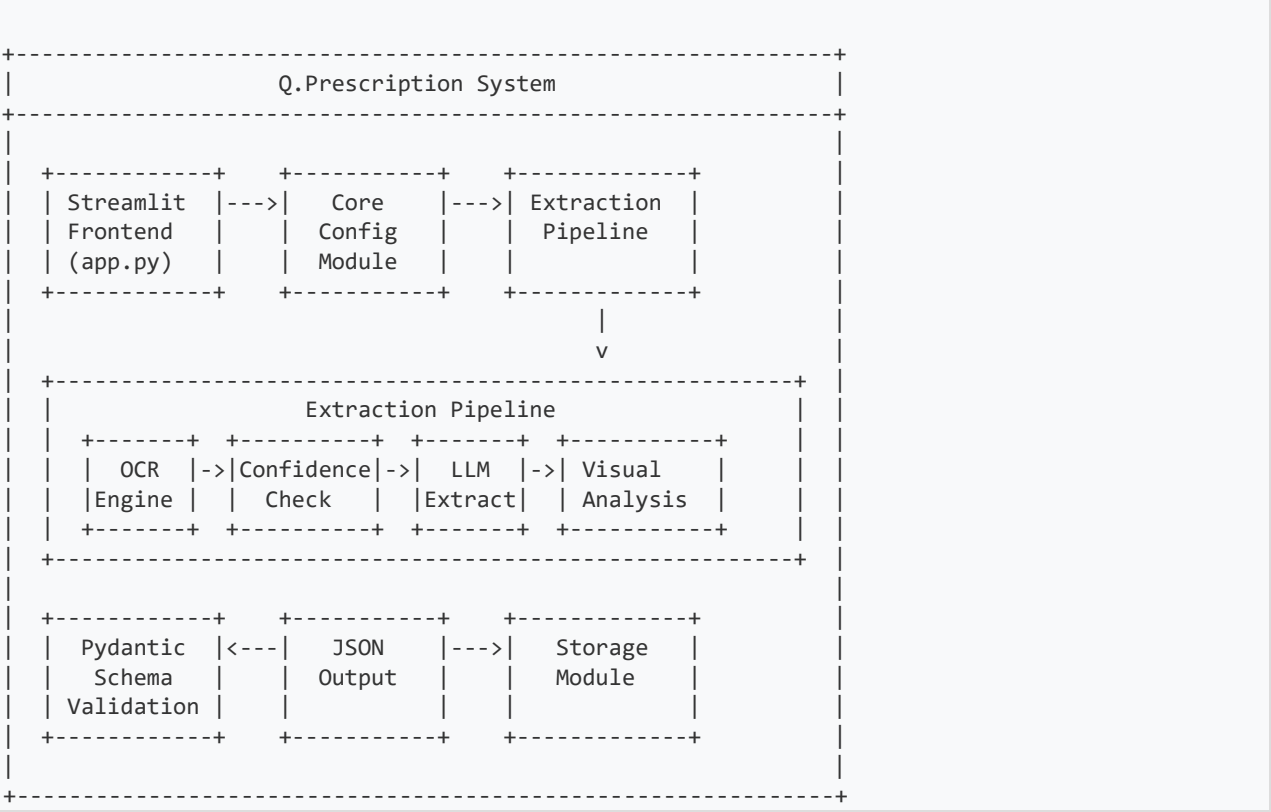 +--------------------------------------------------------------+
|                    Q.Prescription System                     |
+--------------------------------------------------------------+
|                                                              |
|  +------------+    +-----------+    +-------------+          |
|  | Streamlit  |--->|   Core    |--->| Extraction  |          |
|  | Frontend   |    |  Config   |    |  Pipeline   |          |
|  | (app.py)   |    |  Module   |    |             |          |
|  +------------+    +-----------+    +-------------+          |
|                                            |                 |
|                                            v                 |
|  +--------------------------------------------------------+  |
|  |                   Extraction Pipeline                  |  |
|  |  +-------+  +----------+  +-------+  +-----------+     |  |
|  |  |  OCR  |->|Confidence|->|  LLM  |->| Visual    |     |  |
|  |  |Engine |  |  Check   |  |Extract|  | Analysis  |     |  |
|  |  +-------+  +----------+  +-------+  +-----------+     |  |
|  +--------------------------------------------------------+  |
|                                                              |
|  +------------+    +-----------+    +-------------+          |
|  |  Pydantic  |<---|   JSON    |--->|   Storage   |          |
|  |   Schema   |    |  Output   |    |   Module    |          |
|  | Validation |    |           |    |             |          |
|  +------------+    +-----------+    +-------------+          |
|                                                              |
+--------------------------------------------------------------+